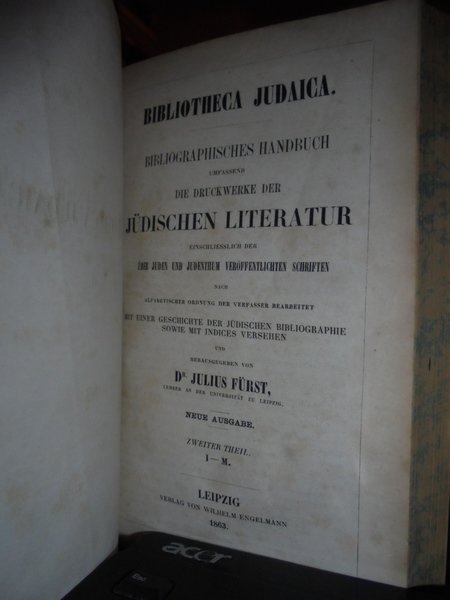 BIBLIOTHECA JUDAICA.
BIBLIOGRAPHISCHES HANDBUCH
UMFASSEND
DIE DRUCKWERKE DER
JÜDISCHEN LITERATUR
EINSCHLIESSLICH DER
ÜBER JUDEN UND JUDENTHUM VERÖFFENTLICHTEN SCHRIFTEN
NACH
ALFABETISCHER ORDNUNG DER VERFASSER BEARBEITET
MIT EINER GESCHICHTE DER JÜDISCHEN BIBLIOGRAPHIE
SOWIE MIT INDICES VERSEHEN
UND
HERAUSGEGEBEN VON
DR. JULIUS FÜRST,
LEHRER AN DER UNIVERSITÄT ZU LEIPZIG.
NEUE AUSGABE.
ZWEITER THEIL.
I—M.
LEIPZIG
VERLAG VON WILHELM ENGELMANN
1863.
acer